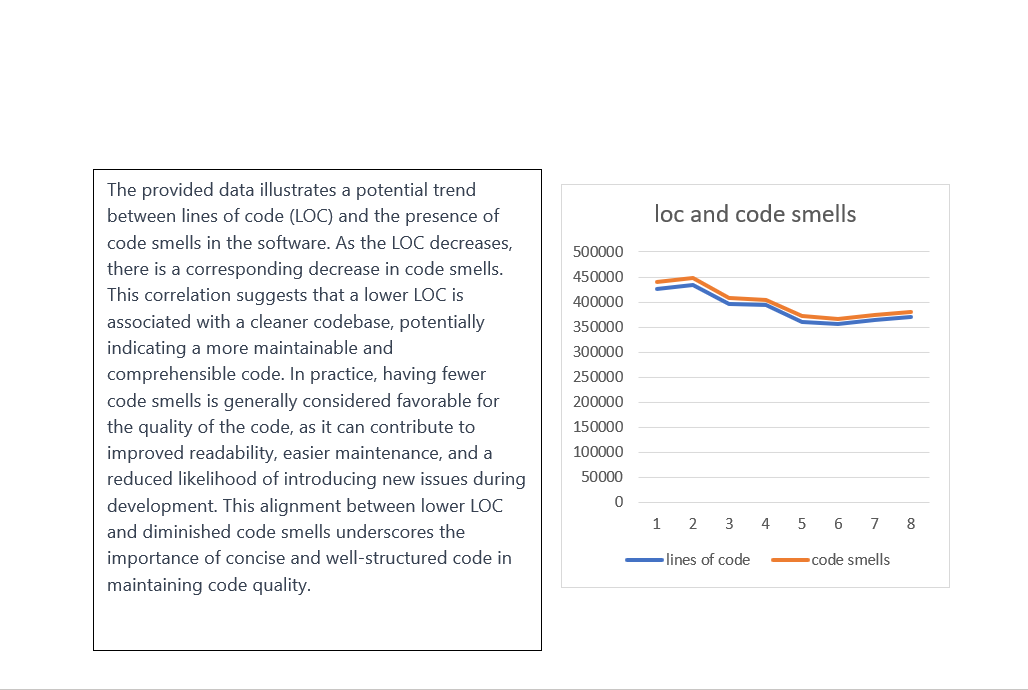 The provided data illustrates a potential trend
between lines of code (LOC) and the presence of
code smells in the software. As the LOC decreases,
there is a corresponding decrease in code smells.
This correlation suggests that a lower LOC is
associated with a cleaner codebase, potentially
indicating a more maintainable and
comprehensible code. In practice, having fewer
code smells is generally considered favorable for
the quality of the code, as it can contribute to
improved readability, easier maintenance, and a
reduced likelihood of introducing new issues during
development. This alignment between lower LOC
and diminished code smells underscores the
importance of concise and well-structured code in
maintaining code quality.
loc and code smells
500000
450000
400000
350000
300000
250000
200000
150000
100000
50000
0
1 2 3 4 5 6 7 8
lines of code code smells